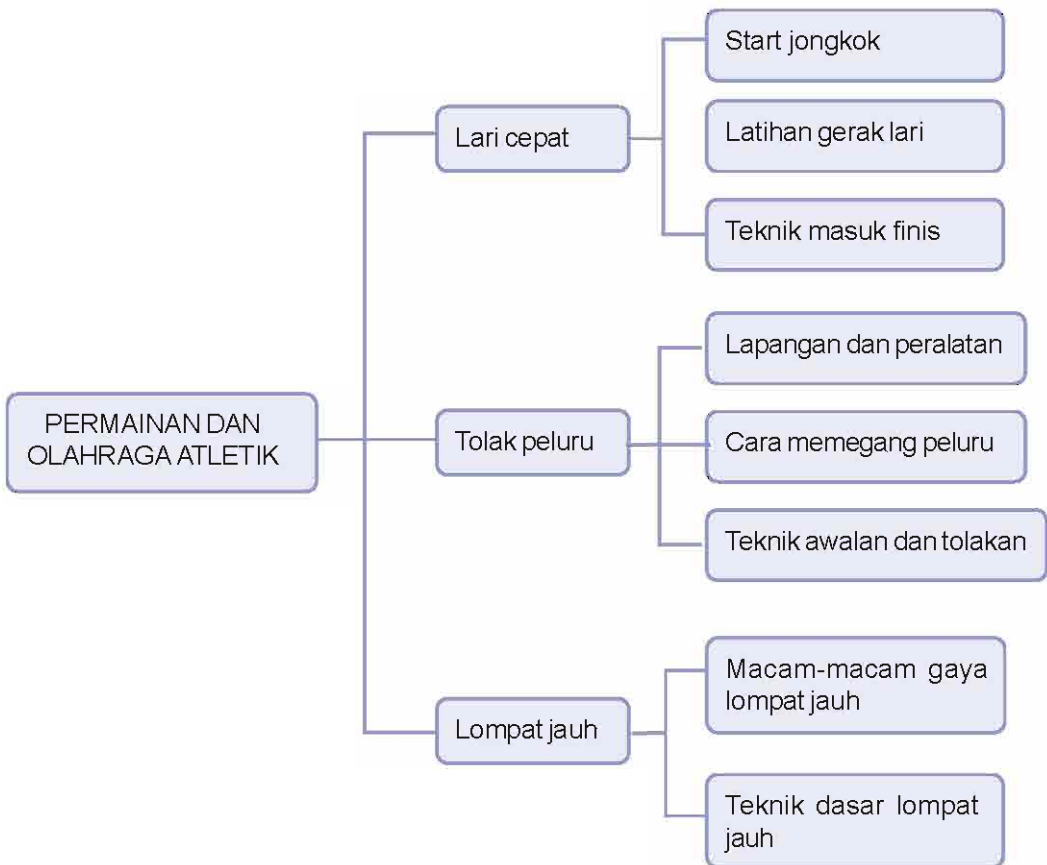 PERMAINAN DAN
OLAHRAGA ATLETIK
Lari cepat
Start jongkok
Latihan gerak lari
Teknik masuk finis
Tolak peluru
Lapangan dan peralatan
Cara memegang peluru
Teknik awalan dan tolakan
Lompat jauh
Macam-macam gaya
lompat jauh
Teknik dasar lompat
jauh